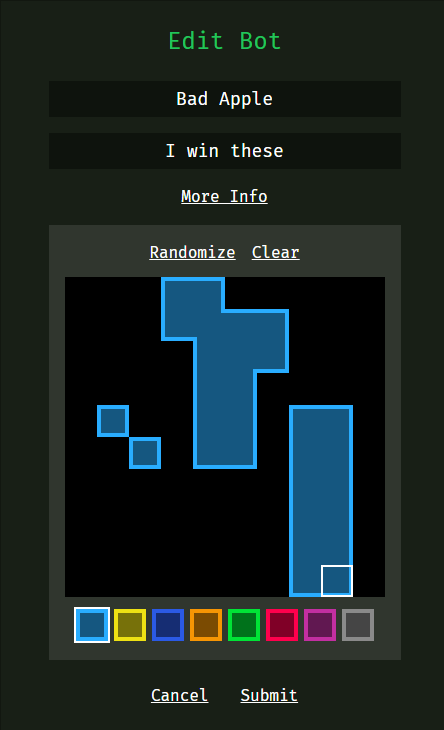 Edit Bot
Bad Apple
I win these
More Info
Randomize Clear
Cancel Submit